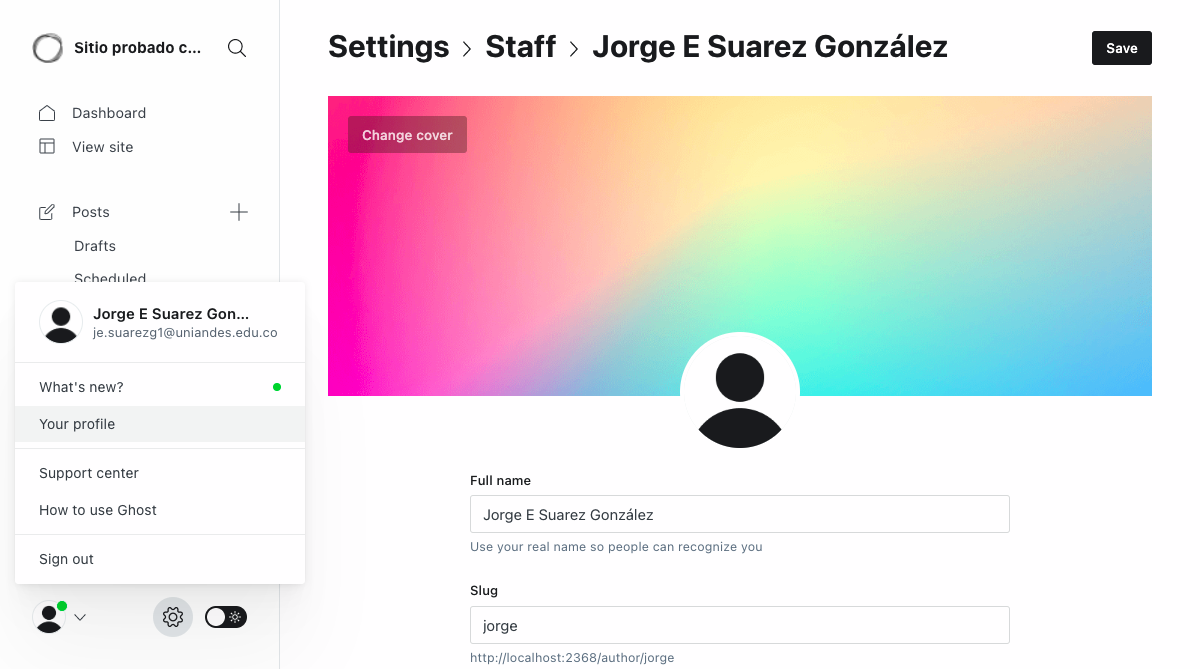 Sitio probado c...
Dashboard
View site
Posts
Drafts
Scheduled
Jorge E Suarez Gon...
je.suarezg1@uniandes.edu.co
What's new?
Your profile
Support center
How to use Ghost
Sign out
Settings > Staff > Jorge E Suarez González
Save
Change cover
Full name
Jorge E Suarez González
Use your real name so people can recognize you
Slug
jorge
http://localhost:2368/author/jorge